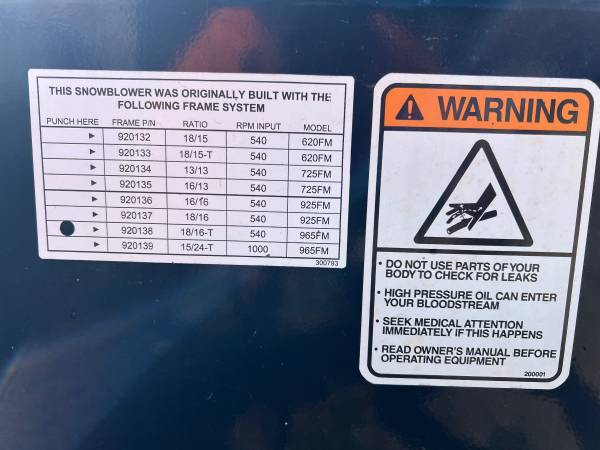 THIS SNOWBLOWER WAS ORIGINALLY BUILT WITH THE
FOLLOWING FRAME SYSTEM
PUNCH HERE FRAME P/N RATIO RPM INPUT MODEL
► 920132 18/15 540 620FM
► 920133 18/15-T 540 620FM
► 920134 13/13 540 725FM
► 920135 16/13 540 725FM
► 920136 16/16 540 925FM
► 920137 18/16 540 925FM
► 920138 18/16-T 540 965FM
► 920139 15/24-T 1000 965FM
300793
WARNING
• DO NOT USE PARTS OF YOUR
BODY TO CHECK FOR LEAKS
• HIGH PRESSURE OIL CAN ENTER
YOUR BLOODSTREAM
• SEEK MEDICAL ATTENTION
IMMEDIATELY IF THIS HAPPENS
• READ OWNER'S MANUAL BEFORE
OPERATING EQUIPMENT
200001